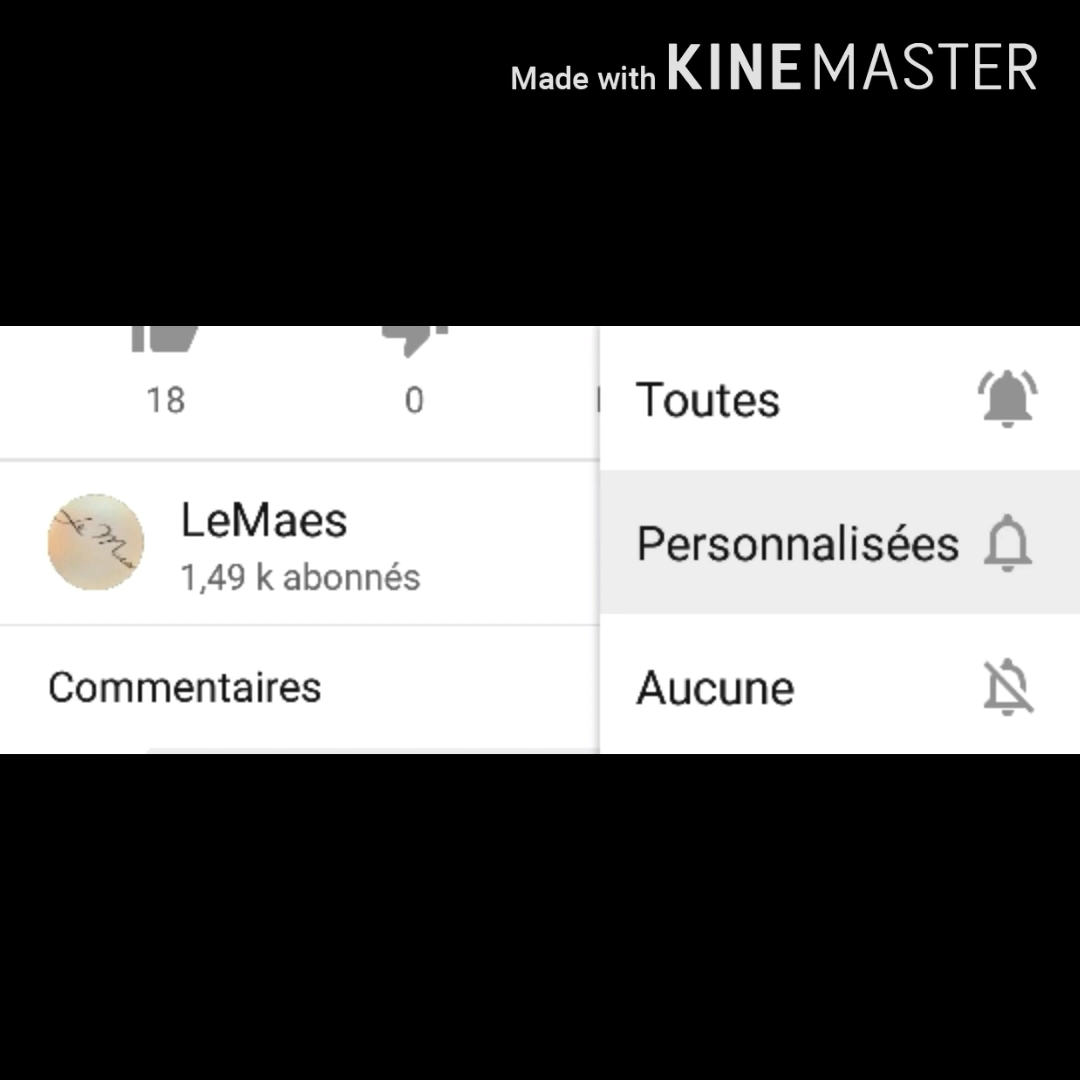 Made with KINEMASTER
18
0
LeMaes
1,49 k abonnés
Commentaires
Toutes
Personnalisées
Aucune